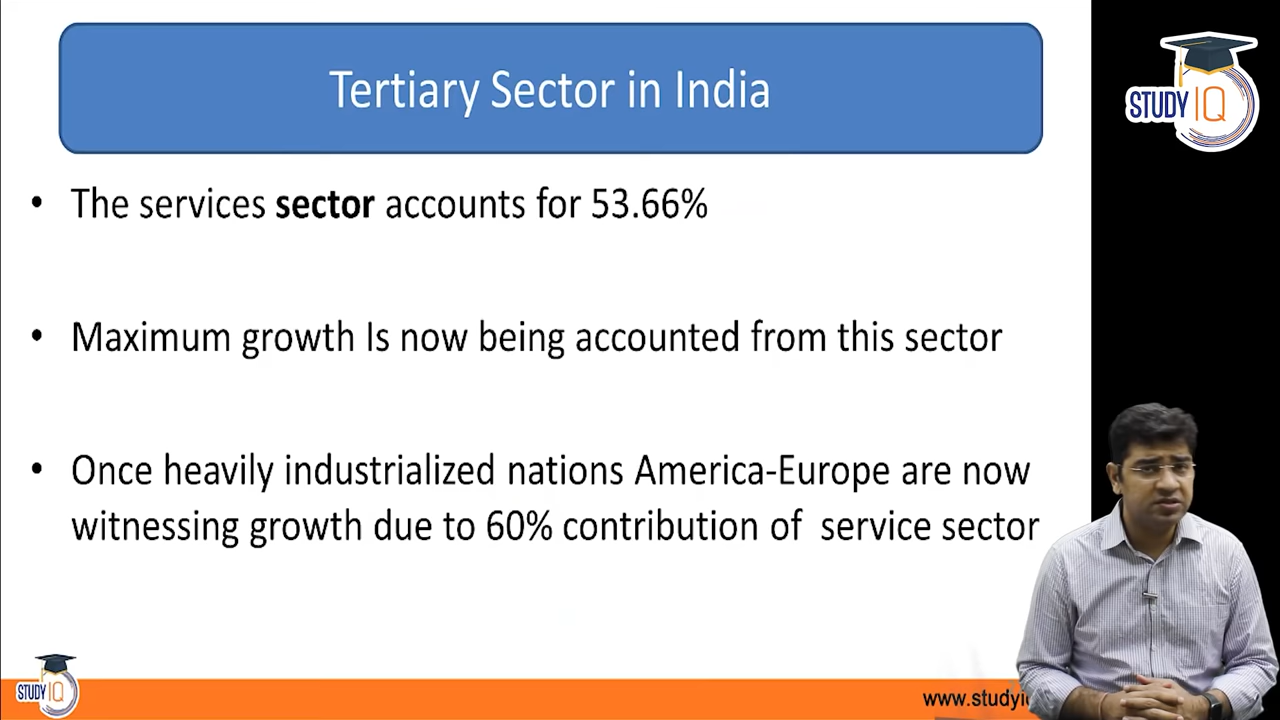 Tertiary Sector in India
STUDY IQ
• The services sector accounts for 53.66%
• Maximum growth Is now being accounted from this sector
• Once heavily industrialized nations America-Europe are now
witnessing growth due to 60% contribution of service sector
STUDY IQ